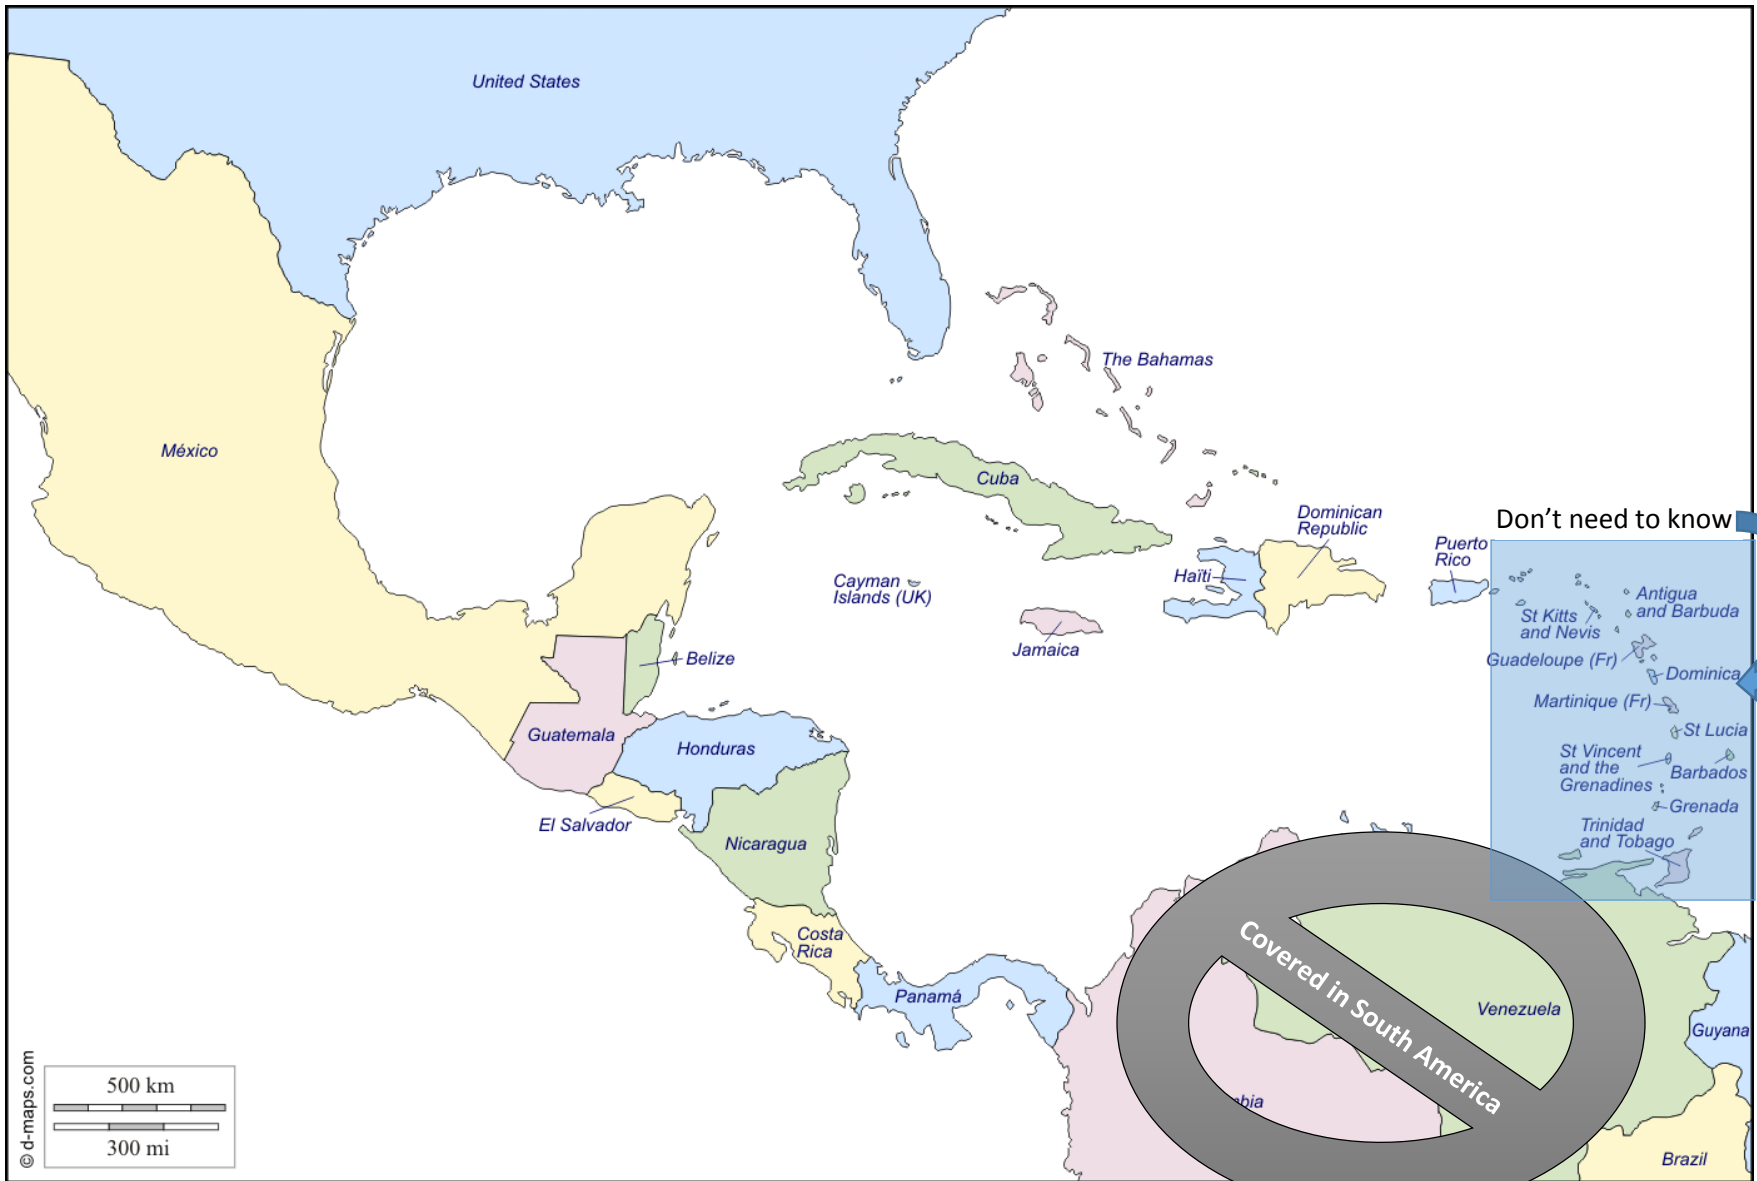 United States
The Bahamas
México
Cuba
Dominican
Republic
Don't need to know
Puerto
Rico
Haïti
Cayman
Islands (UK)
Jamaica
Antigua
and Barbuda
St Kitts
and Nevis
Guadeloupe (Fr)
Dominica
Martinique (Fr)
St Lucia
St Vincent
and the
Grenadines
Barbados
Grenada
Trinidad
and Tobago
Belize
Guatemala
Honduras
El Salvador
Nicaragua
Costa
Rica
Panamá
Covered in South America
Venezuela
Guyana
bia
Brazil
500 km
300 mi
© d-maps.com